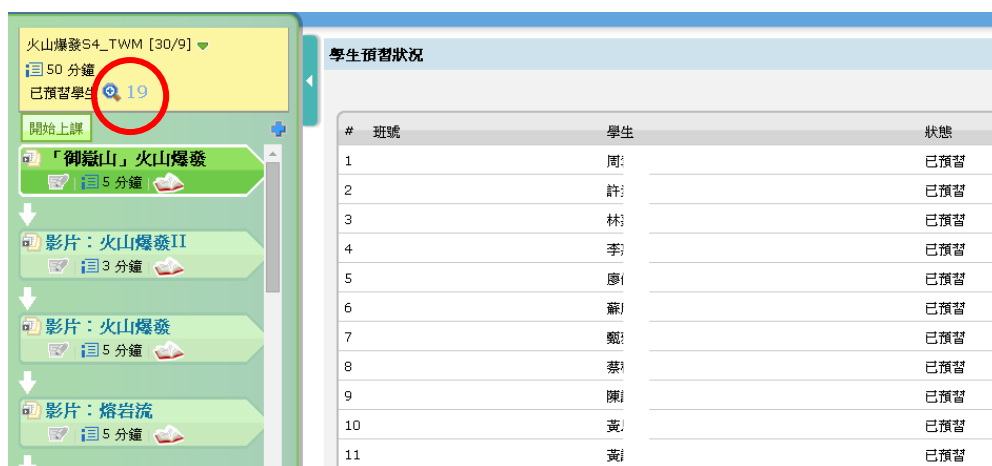 火山爆發S4_TWM [30/9]
50 分鐘
已預習學生 19
開始上課
「御嶽山」火山爆發
5 分鐘
影片：火山爆發II
3 分鐘
影片：火山爆發
5 分鐘
影片：熔岩流
5 分鐘
學生預習狀況
# 班號 學生 狀態
1 周 已預習
2 許 已預習
3 林 已預習
4 李 已預習
5 廖 已預習
6 蘇 已預習
7 甄 已預習
8 蔡 已預習
9 陳 已預習
10 黃 已預習
11 黃 已預習